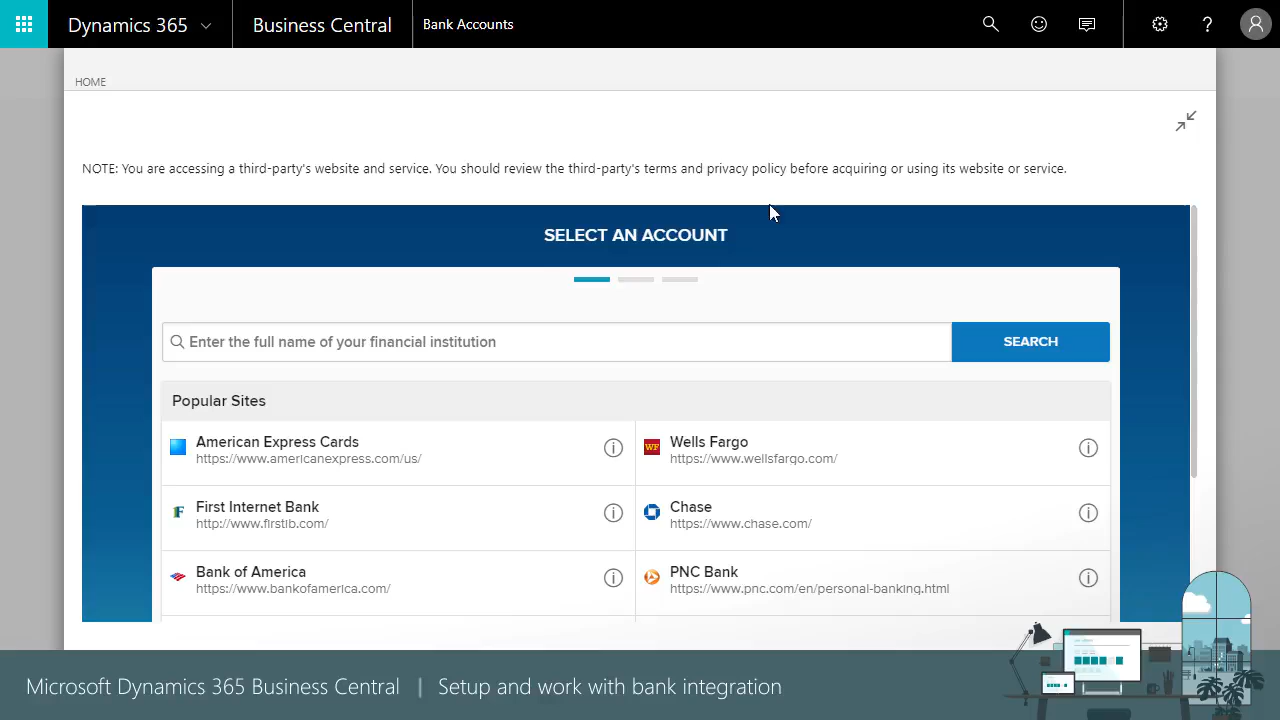 Dynamics 365
Business Central
Bank Accounts
HOME
NOTE: You are accessing a third-party's website and service. You should review the third-party's terms and privacy policy before acquiring or using its website or service.
SELECT AN ACCOUNT
Enter the full name of your financial institution
SEARCH
Popular Sites
American Express Cards
https://www.americanexpress.com/us/
Wells Fargo
https://www.wellsfargo.com/
First Internet Bank
http://www.firstib.com/
Chase
https://www.chase.com/
Bank of America
https://www.bankofamerica.com/
PNC Bank
https://www.pnc.com/en/personal-banking.html
Microsoft Dynamics 365 Business Central | Setup and work with bank integration